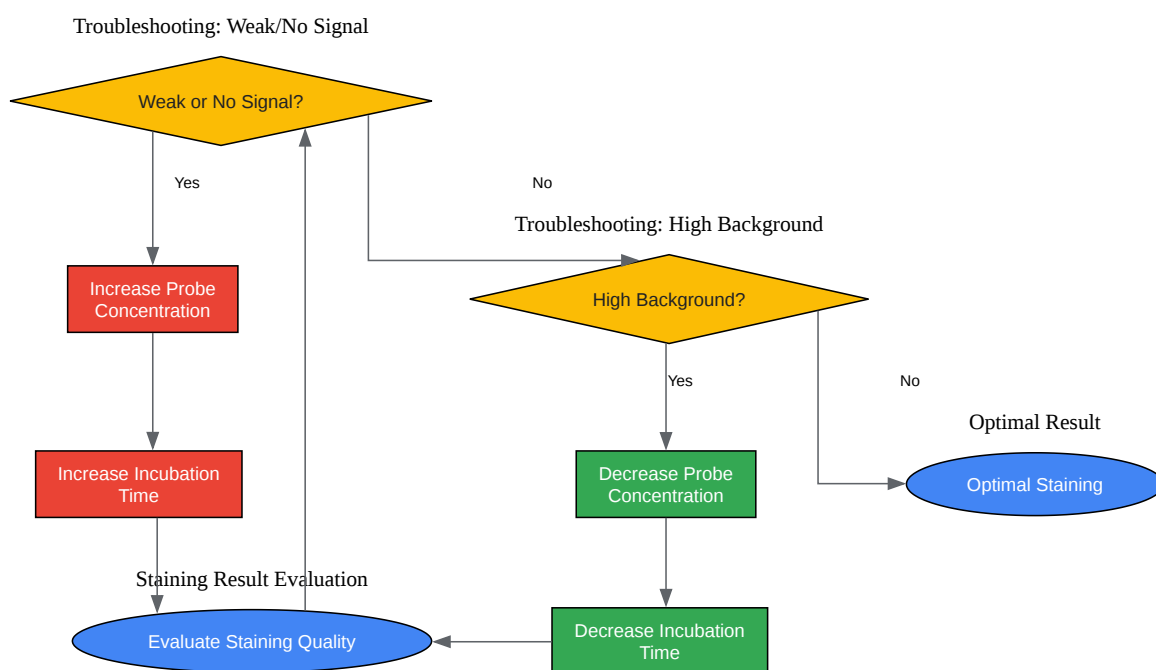 Troubleshooting: Weak/No Signal
Weak or No Signal?
Yes
No
Troubleshooting: High Background
Increase Probe
Concentration
High Background?
Yes
No
Optimal Result
Increase Incubation
Time
Decrease Probe
Concentration
Optimal Staining
Staining Result Evaluation
Evaluate Staining Quality
Decrease Incubation
Time